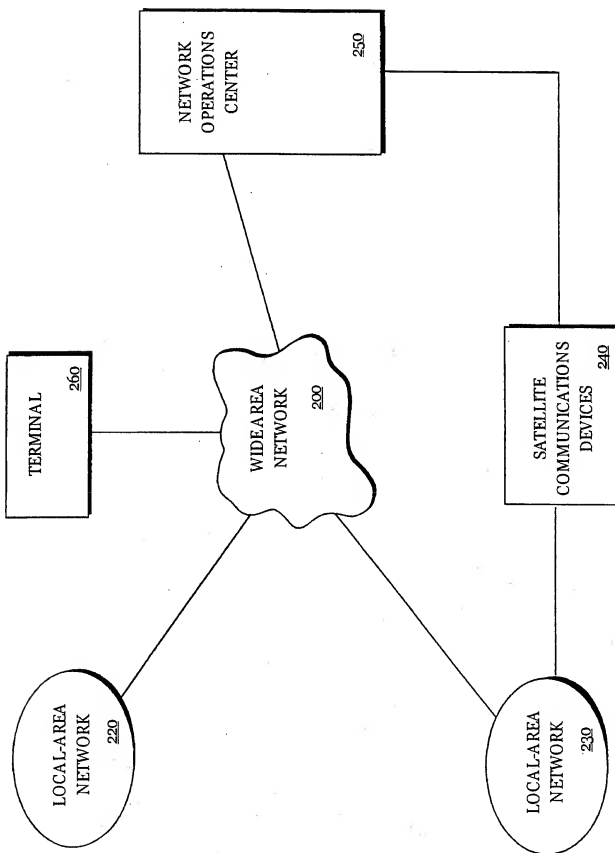 LOCAL-AREA
NETWORK
220
TERMINAL
260
WIDE AREA
NETWORK
200
NETWORK
OPERATIONS
CENTER
250
LOCAL-AREA
NETWORK
230
SATELLITE
COMMUNICATIONS
DEVICES
240